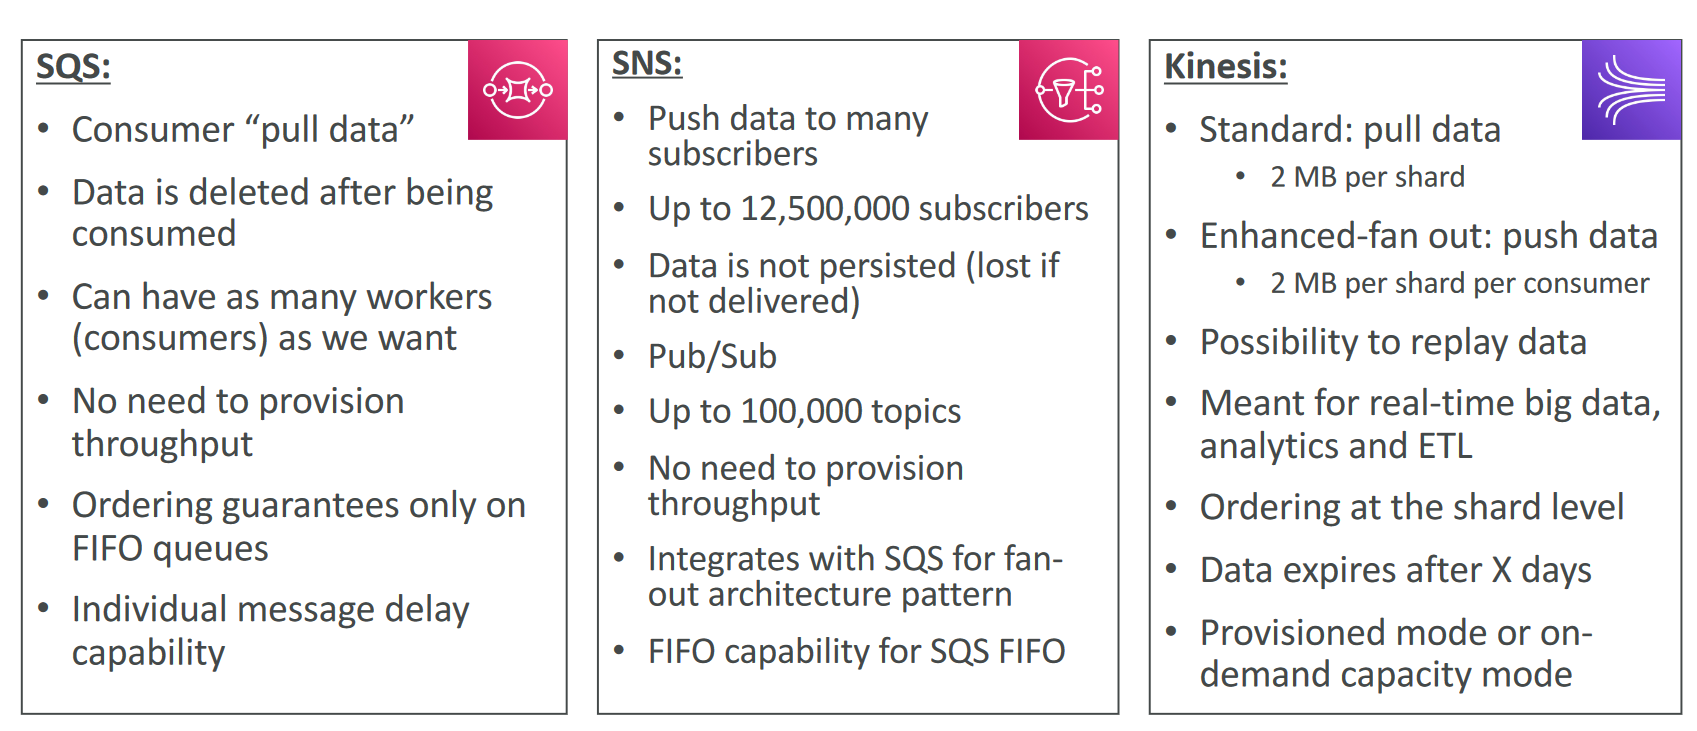 SQS:
• Consumer “pull data”
• Data is deleted after being
consumed
• Can have as many workers
(consumers) as we want
• No need to provision
throughput
• Ordering guarantees only on
FIFO queues
• Individual message delay
capability
SNS:
• Push data to many
subscribers
• Up to 12,500,000 subscribers
• Data is not persisted (lost if
not delivered)
• Pub/Sub
• Up to 100,000 topics
• No need to provision
throughput
• Integrates with SQS for fan-
out architecture pattern
• FIFO capability for SQS FIFO
Kinesis:
• Standard: pull data
• 2 MB per shard
• Enhanced-fan out: push data
• 2 MB per shard per consumer
• Possibility to replay data
• Meant for real-time big data,
analytics and ETL
• Ordering at the shard level
• Data expires after X days
• Provisioned mode or on-
demand capacity mode